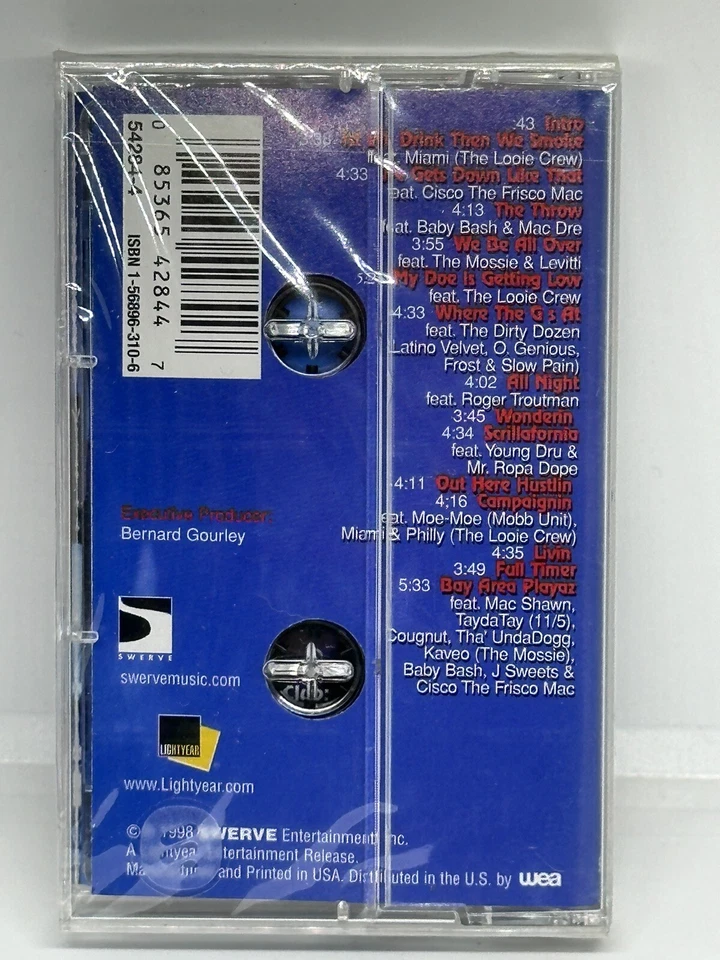 0 85365 42844 7
54284-4
ISBN 1-56896-310-6
:43 Intro
Drink Then We Smoke
Miami (The Looie Crew)
4:33 Gets Down Like That
feat. Cisco The Frisco Mac
4:13 The Throw
feat. Baby Bash & Mac Dre
3:55 We Be All Over
feat. The Mossie & Levitti
My Doe Is Getting Low
feat. The Looie Crew
4:33 Where The G's At
feat. The Dirty Dozen
Latino Velvet, O. Genious,
Frost & Slow Pain)
4:02 All Night
feat. Roger Troutman
3:45 Wonderin
4:34 Scrillafornia
feat. Young Dru &
Mr. Ropa Dope
4:11 Out Here Hustlin
4;16 Campaignin
feat. Moe-Moe (Mobb Unit),
Miami & Philly (The Looie Crew)
4:35 Livin'
3:49 Full Timer
5:33 Bay Area Playaz
feat. Mac Shawn,
TaydaTay (11/5),
Cougnut, Tha' UndaDogg,
Kaveo (The Mossie),
Baby Bash, J Sweets &
Cisco The Frisco Mac
Executive Producer:
Bernard Gourley
SWERVE
swervemusic.com
LIGHTYEAR
www.Lightyear.com
© 1998 SWERVE Entertainment, Inc.
A Lightyear Entertainment Release.
Manufactured and Printed in USA. Distributed in the U.S. by wea